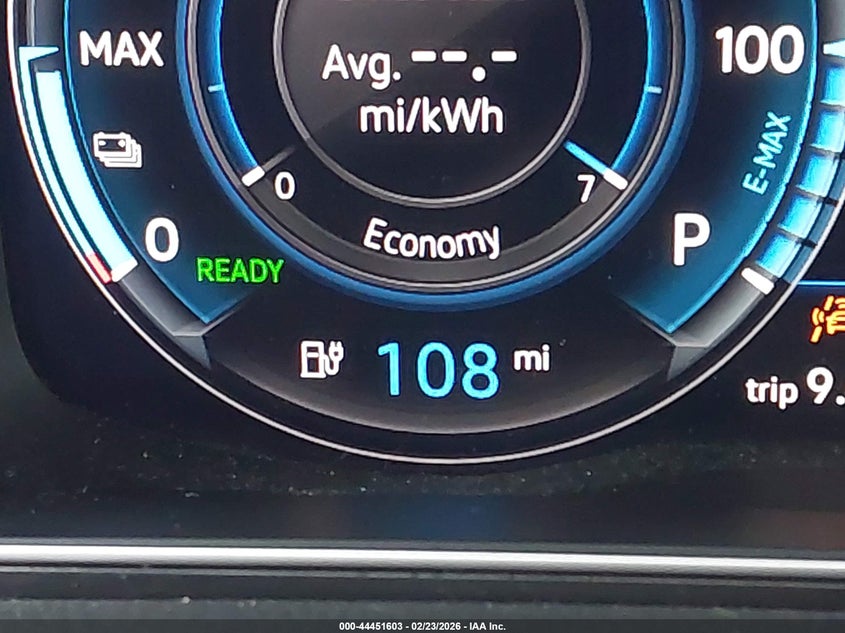 MAX
Avg. --.-
100
mi/kWh
E-MAX
0
7
0
P
Economy
READY
108 mi
trip 9.
000-44451603 - 02/23/2026 - IAA Inc.